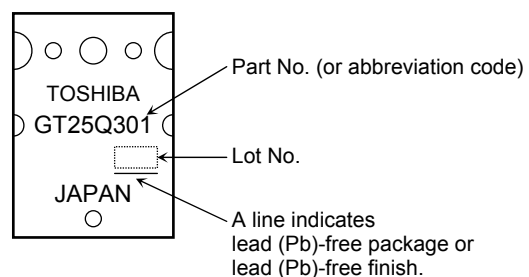 Part No. (or abbreviation code)
TOSHIBA
GT25Q301
Lot No.
JAPAN
A line indicates
lead (Pb)-free package or
lead (Pb)-free finish.